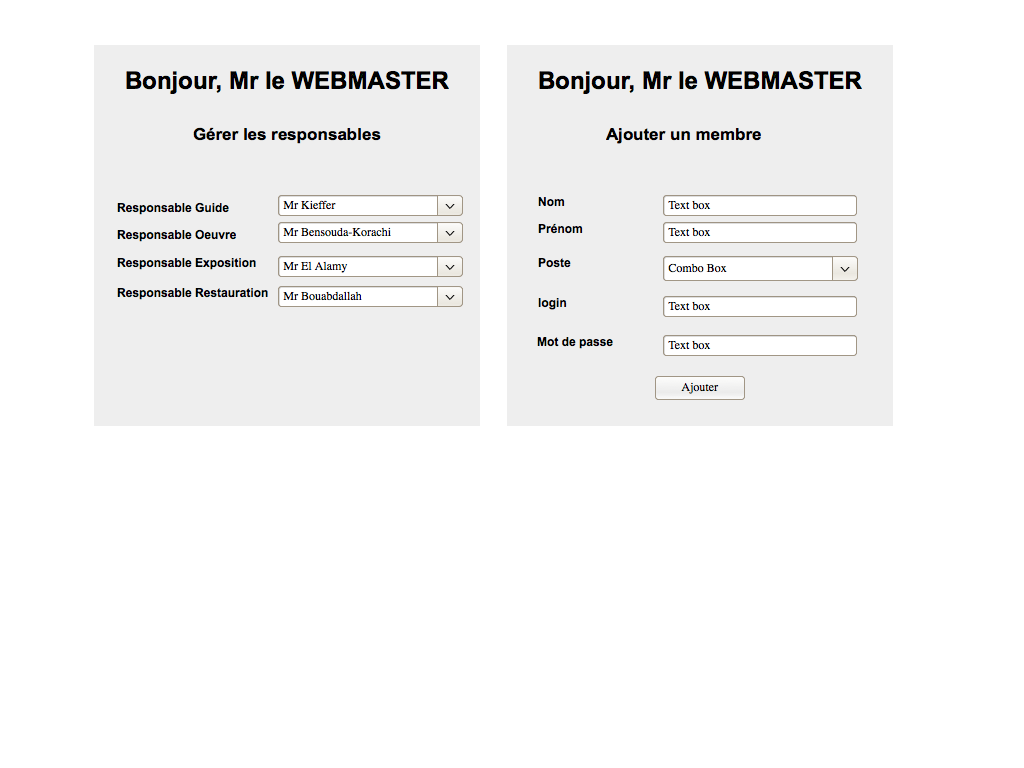 Bonjour, Mr le WEBMASTER
Gérer les responsables
Responsable Guide Mr Kieffer
Responsable Oeuvre Mr Bensouda-Korachi
Responsable Exposition Mr El Alamy
Responsable Restauration Mr Bouabdallah
Bonjour, Mr le WEBMASTER
Ajouter un membre
Nom Text box
Prénom Text box
Poste Combo Box
login Text box
Mot de passe Text box
Ajouter